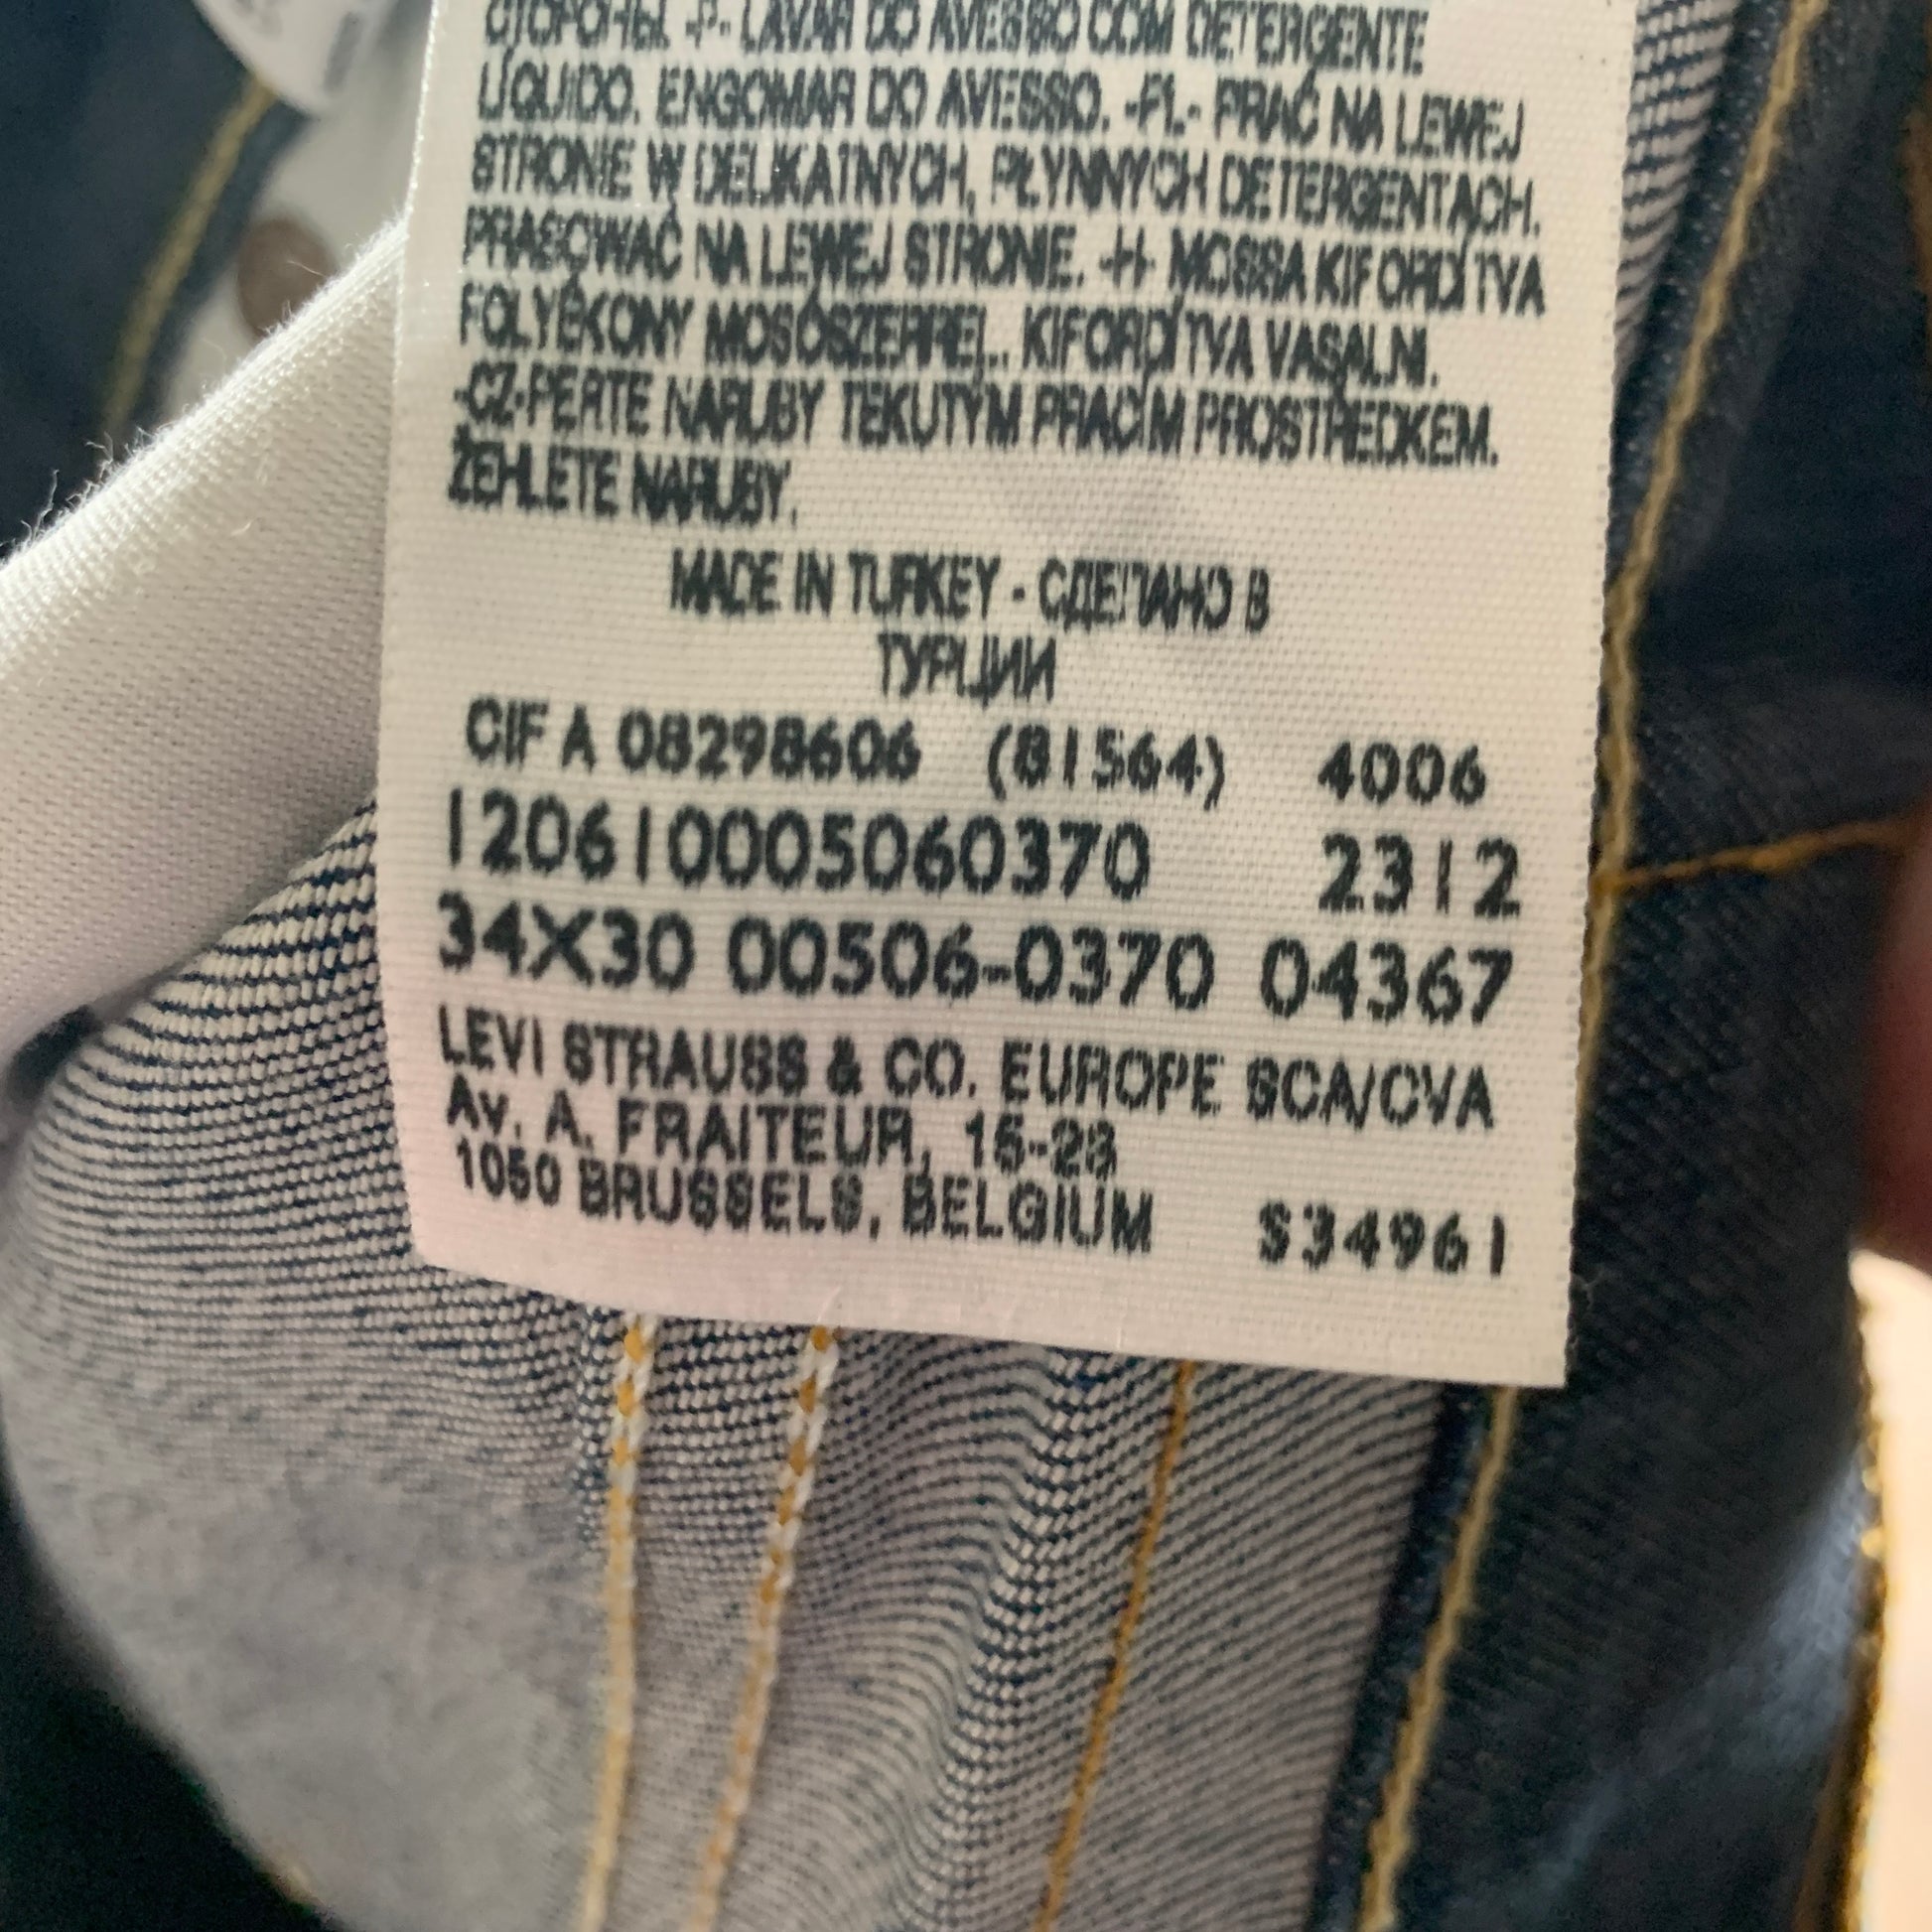 СТОРОНЫ. -P- LAVAR DO AVESSO COM DETERGENTE
LÍQUIDO. ENGOMAR DO AVESSO. -PL- PRAĆ NA LEWEJ
STRONIE W DELIKATNYCH, PŁYNNYCH DETERGENTACH.
PRASOWAĆ NA LEWEJ STRONIE. -H- MOSSA KIFORDÍTVA
FOLYÉKONY MOSÓSZERREL. KIFORDÍTVA VASALNI.
-CZ-PERTE NARUBY TEKUTÝM PRACÍM PROSTŘEDKEM.
ŽEHLETE NARUBY.
MADE IN TURKEY - СДЕЛАНО В
ТУРЦИИ
CIF A 08298606 (81564) 4006
120610005060370 2312
34X30 00506-0370 04367
LEVI STRAUSS & CO. EUROPE SCA/CVA
Av. A. FRAITEUR, 15-23
1050 BRUSSELS, BELGIUM S34961